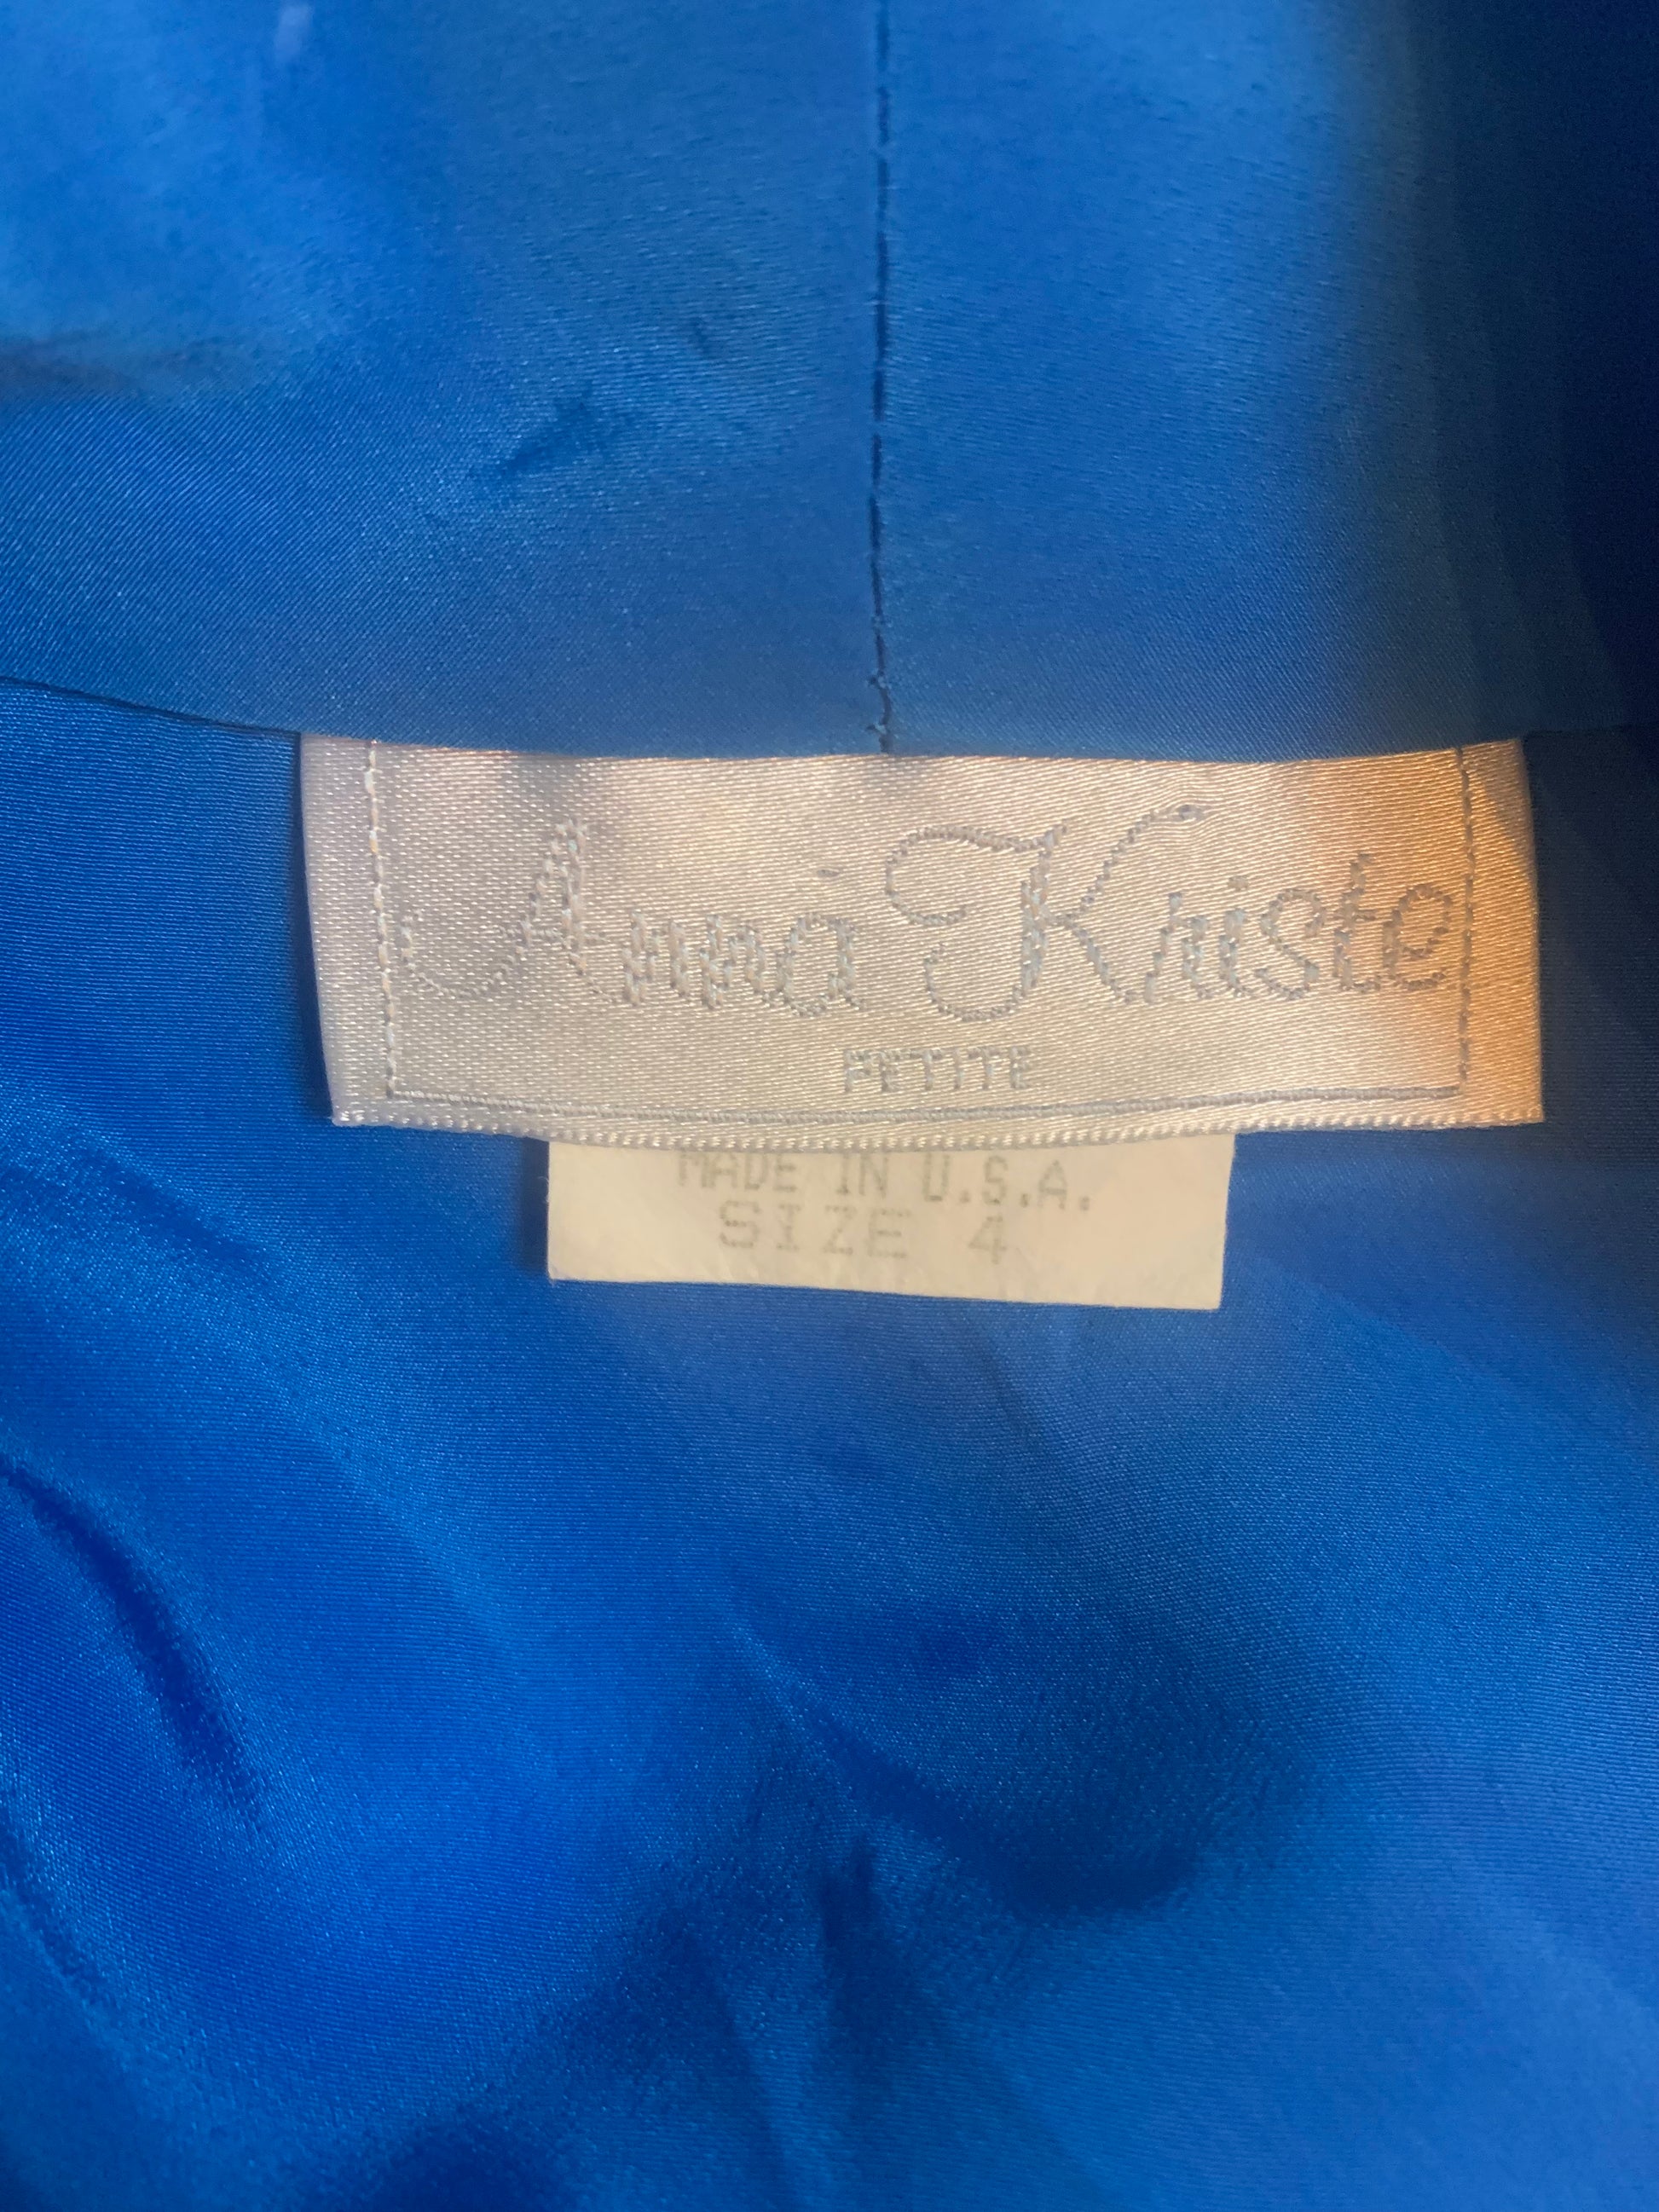 Anna Kriste
PETITE
MADE IN U.S.A.
SIZE 4